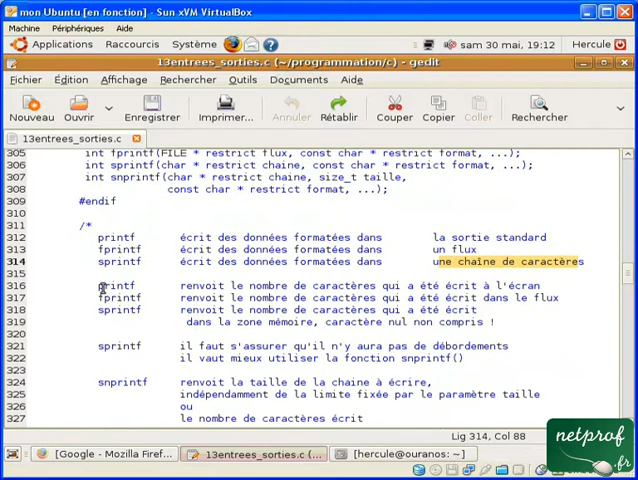 mon Ubuntu [en fonction] - Sun xVM VirtualBox
Machine Périphériques Aide
Applications Raccourcis Système sam 30 mai, 19:12 Hercule
13entrees_sorties.c (~/programmation/c) - gedit
Fichier Édition Affichage Rechercher Outils Documents Aide
Nouveau Ouvrir Enregistrer Imprimer... Annuler Rétablir Couper Copier Coller Rechercher
13entrees_sorties.c
305 int fprintf(FILE * restrict flux, const char * restrict format, ...);
306 int sprintf(char * restrict chaine, const char * restrict format, ...);
307 int snprintf(char * restrict chaine, size_t taille,
308 const char * restrict format, ...);
309 #endif
310
311 /*
312 printf écrit des données formatées dans la sortie standard
313 fprintf écrit des données formatées dans un flux
314 sprintf écrit des données formatées dans une chaîne de caractères
315
316 printf renvoit le nombre de caractères qui a été écrit à l'écran
317 fprintf renvoit le nombre de caractères qui a été écrit dans le flux
318 sprintf renvoit le nombre de caractères qui a été écrit
319 dans la zone mémoire, caractère nul non compris !
320
321 sprintf il faut s'assurer qu'il n'y aura pas de débordements
322 il vaut mieux utiliser la fonction snprintf()
323
324 snprintf renvoit la taille de la chaine à écrire,
325 indépendamment de la limite fixée par le paramètre taille
326 ou
327 le nombre de caractères écrit
Lig 314, Col 88
[Google - Mozilla Firef... 13entrees_sorties.c (... [hercule@ouranos: ~]
netprof
.fr